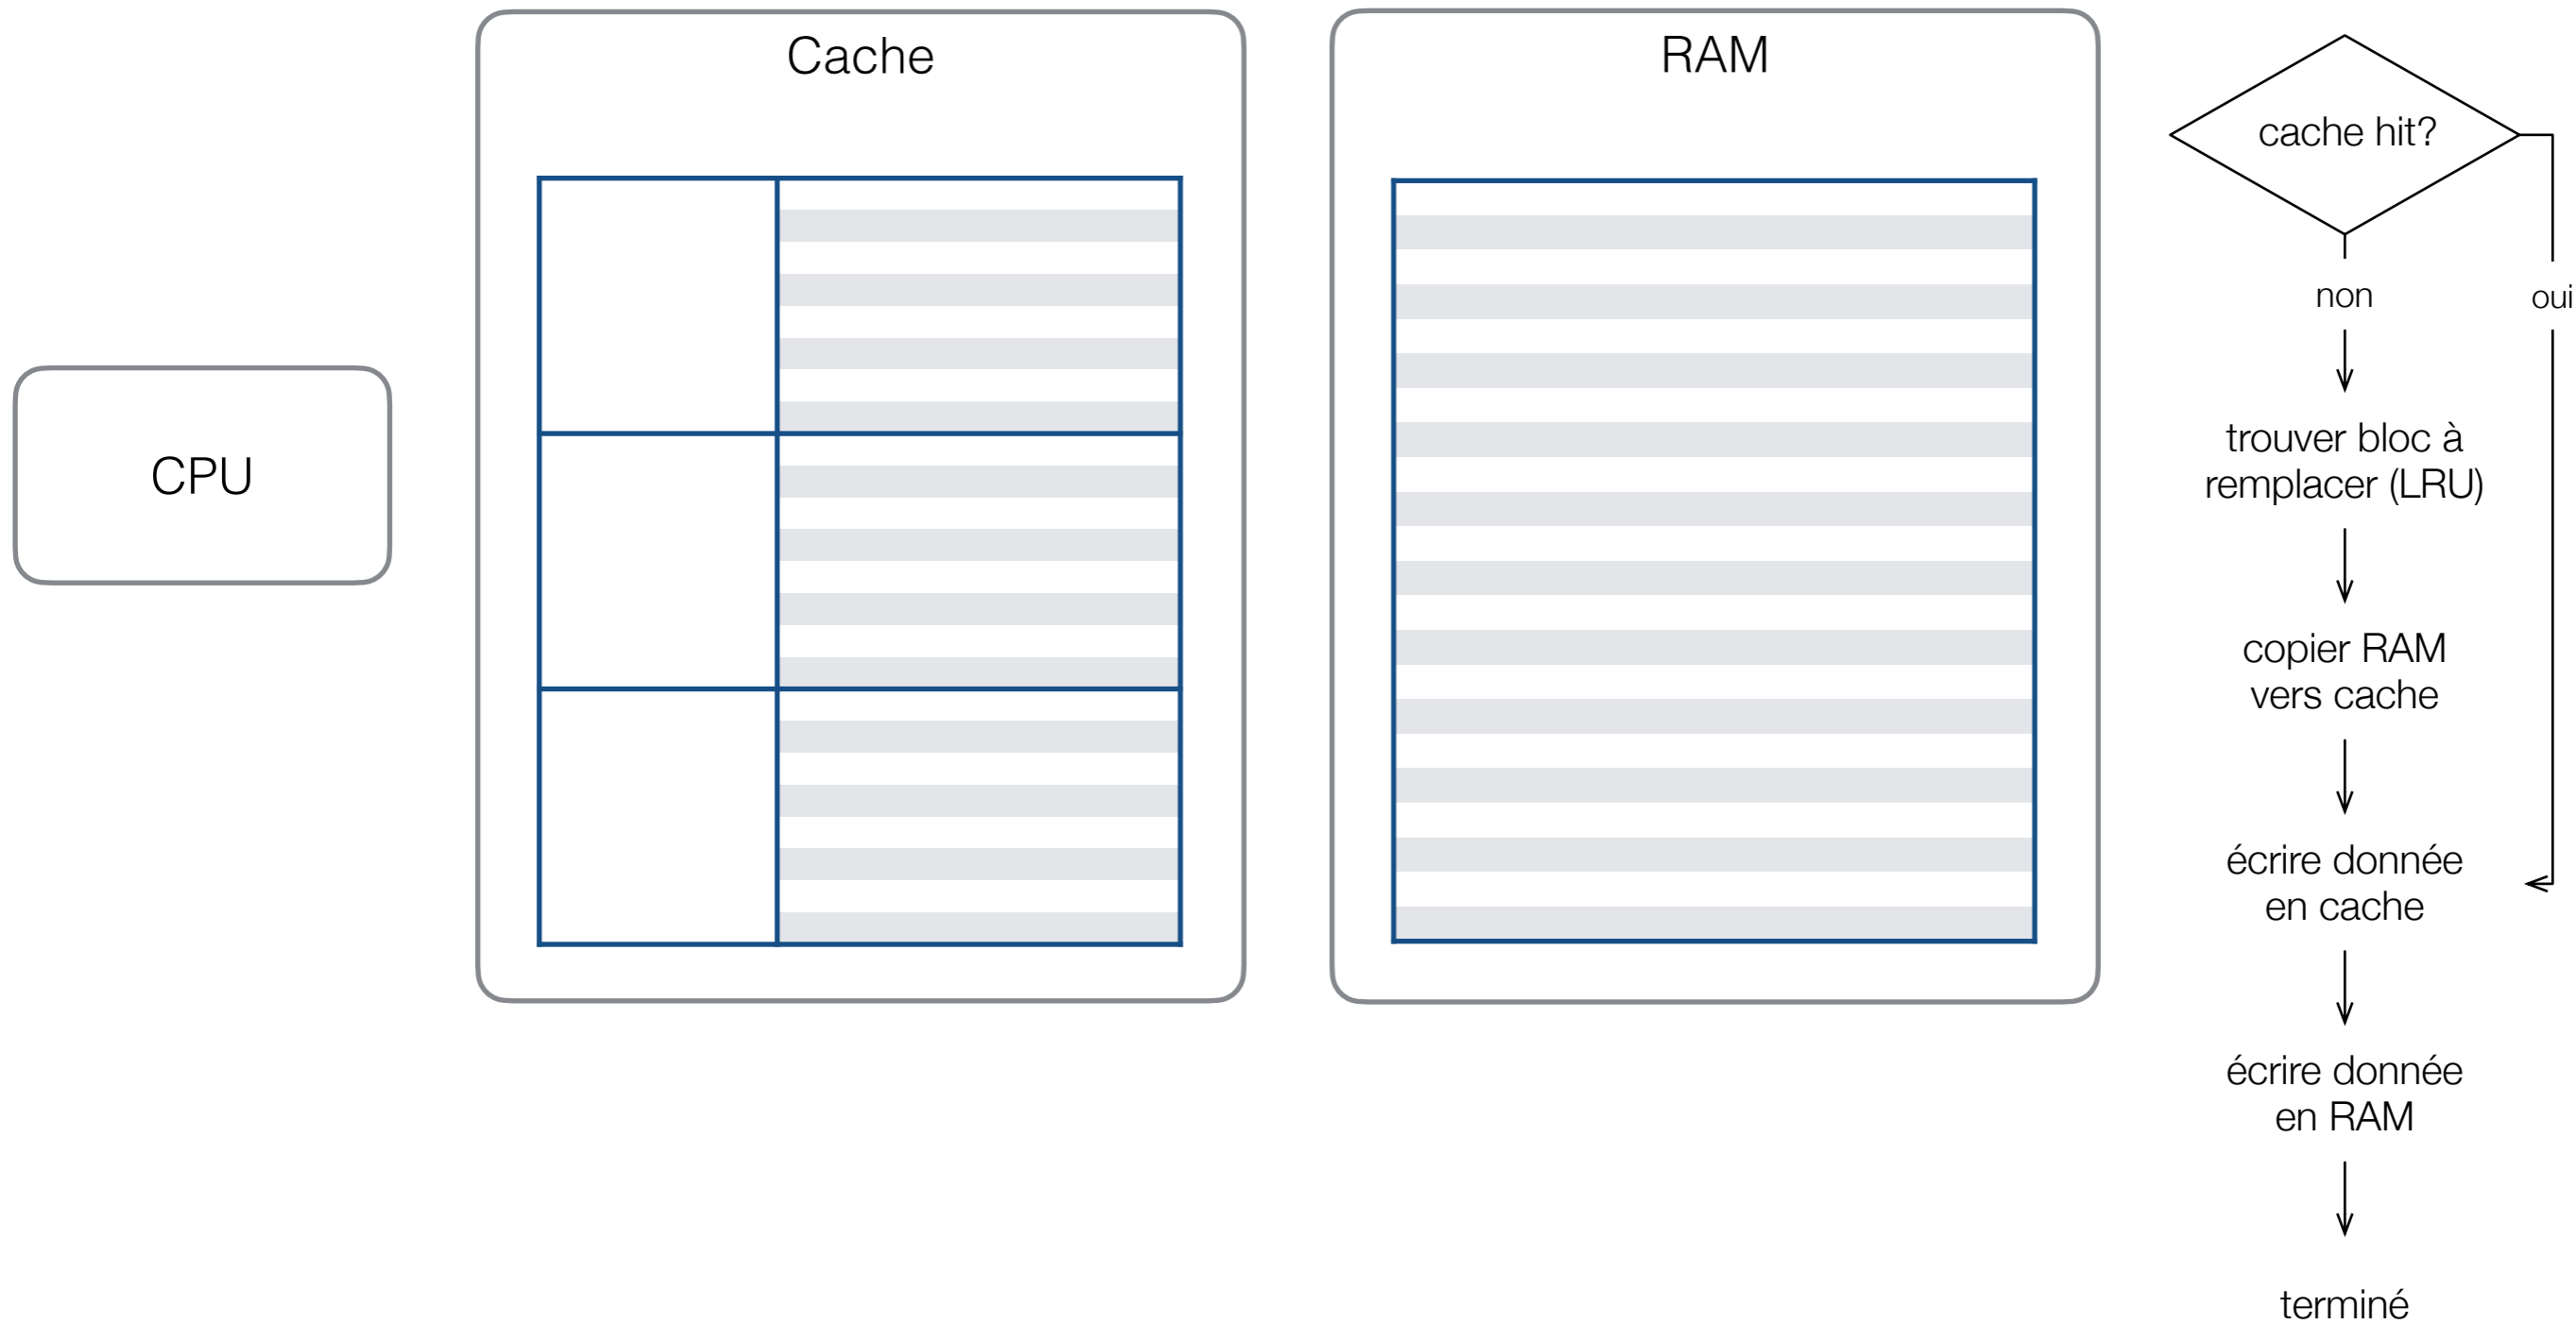 Cache
RAM
CPU
cache hit?
non
oui
trouver bloc à
remplacer (LRU)
copier RAM
vers cache
écrire donnée
en cache
écrire donnée
en RAM
terminé